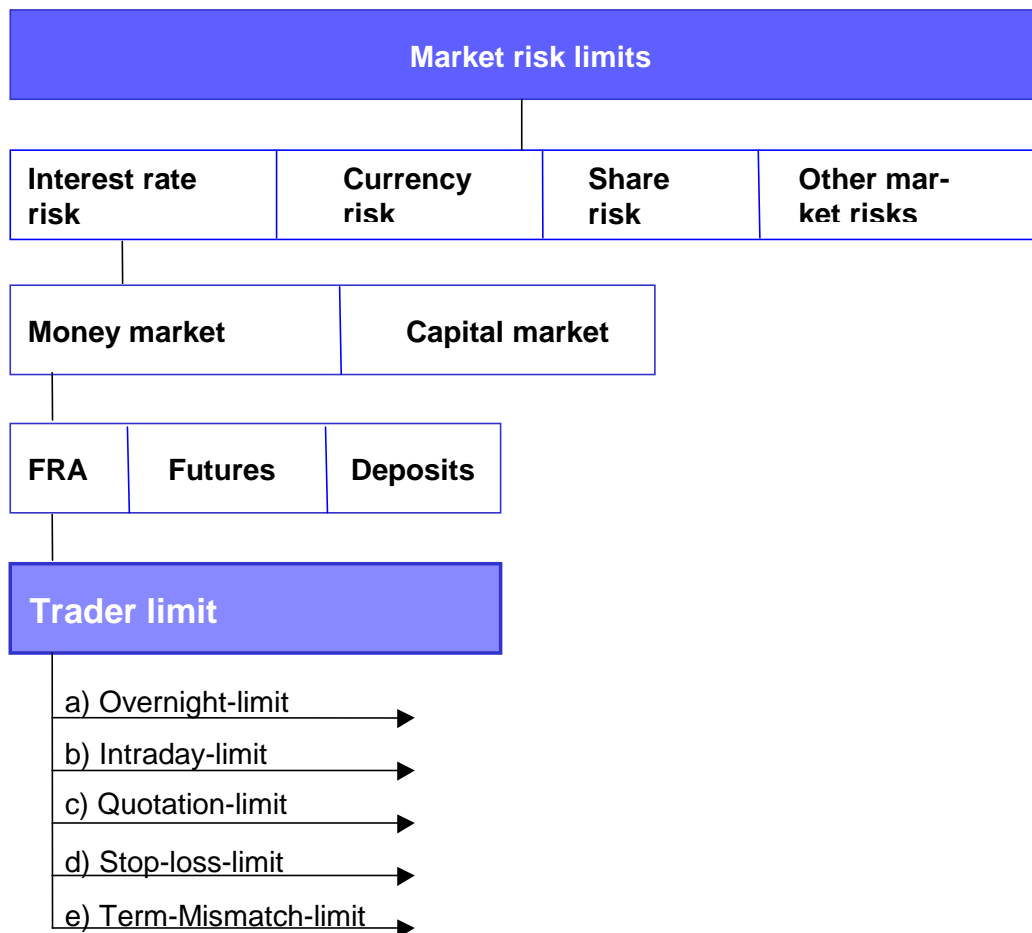 Market risk limits
Interest rate Currency Share Other mar-
risk risk risk ket risks
Money market Capital market
FRA Futures Deposits
Trader limit
a) Overnight-limit
b) Intraday-limit
c) Quotation-limit
d) Stop-loss-limit
e) Term-Mismatch-limit